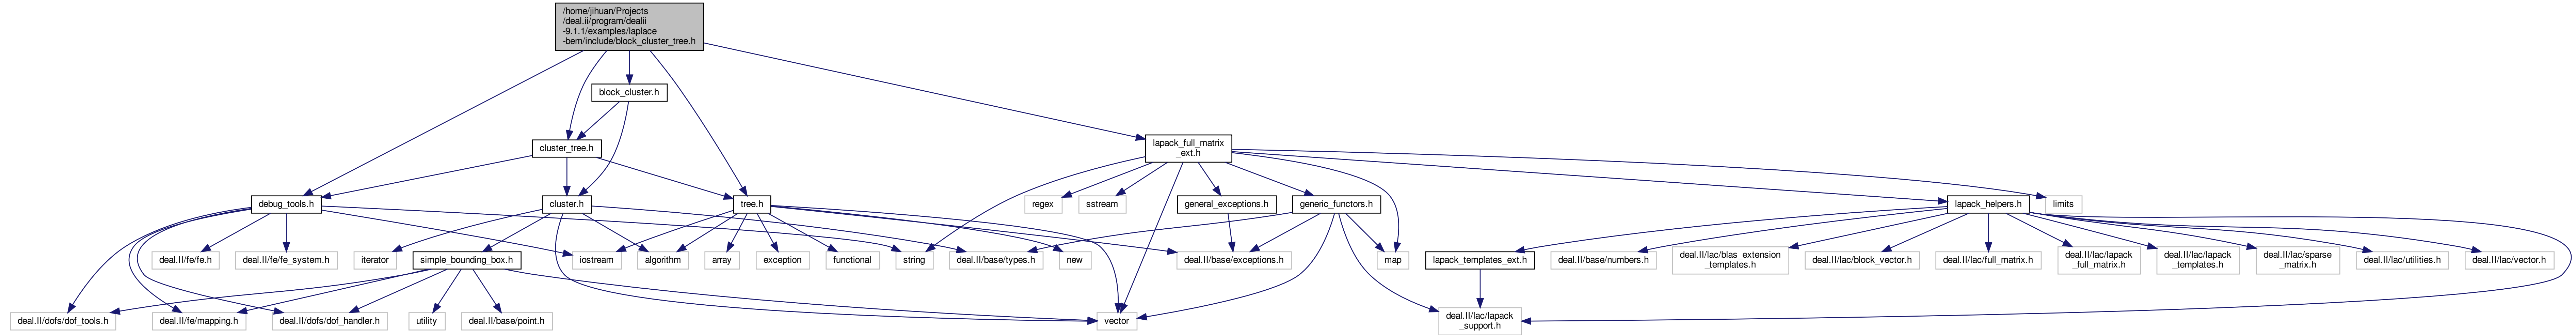 /home/jihuan/Projects
/deal.ii/program/dealii
-9.1.1/examples/laplace
-bem/include/block_cluster_tree.h
block_cluster.h
cluster_tree.h
lapack_full_matrix
_ext.h
debug_tools.h
cluster.h
tree.h
regex
sstream
general_exceptions.h
generic_functors.h
lapack_helpers.h
limits
deal.II/fe/fe.h
deal.II/fe/fe_system.h
iterator
simple_bounding_box.h
iostream
algorithm
array
exception
functional
string
deal.II/base/types.h
new
deal.II/base/exceptions.h
map
lapack_templates_ext.h
deal.II/base/numbers.h
deal.II/lac/blas_extension
_templates.h
deal.II/lac/block_vector.h
deal.II/lac/full_matrix.h
deal.II/lac/lapack
_full_matrix.h
deal.II/lac/lapack
_templates.h
deal.II/lac/sparse
_matrix.h
deal.II/lac/utilities.h
deal.II/lac/vector.h
deal.II/dofs/dof_tools.h
deal.II/fe/mapping.h
deal.II/dofs/dof_handler.h
utility
deal.II/base/point.h
vector
deal.II/lac/lapack
_support.h